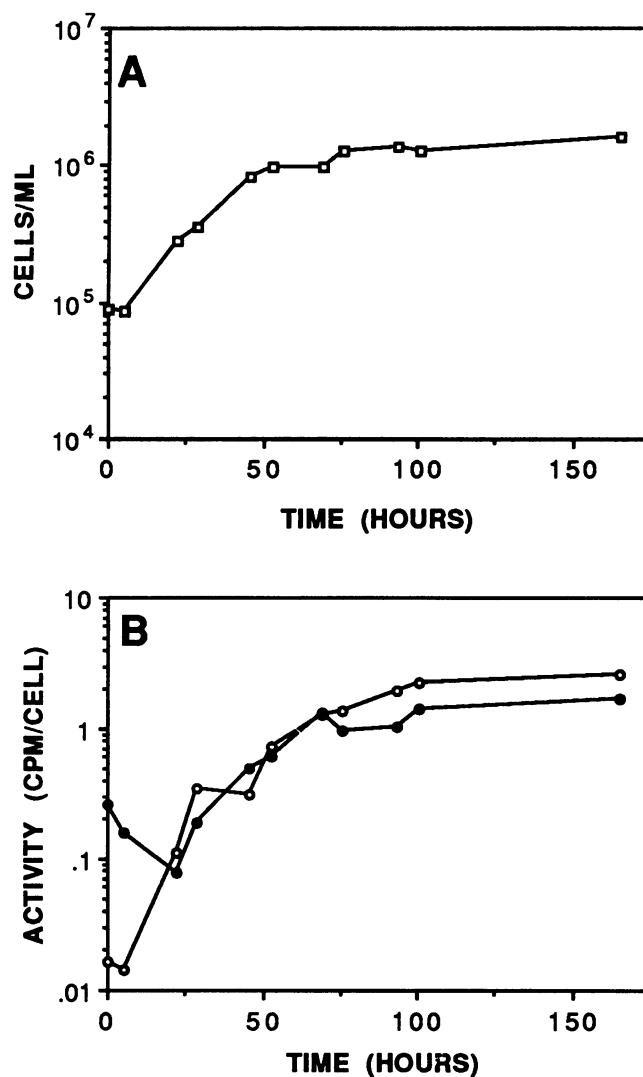 A
CELLS/ML
10^7
10^6
10^5
10^4
0 50 100 150
TIME (HOURS)
B
ACTIVITY (CPM/CELL)
10
1
.1
.01
0 50 100 150
TIME (HOURS)